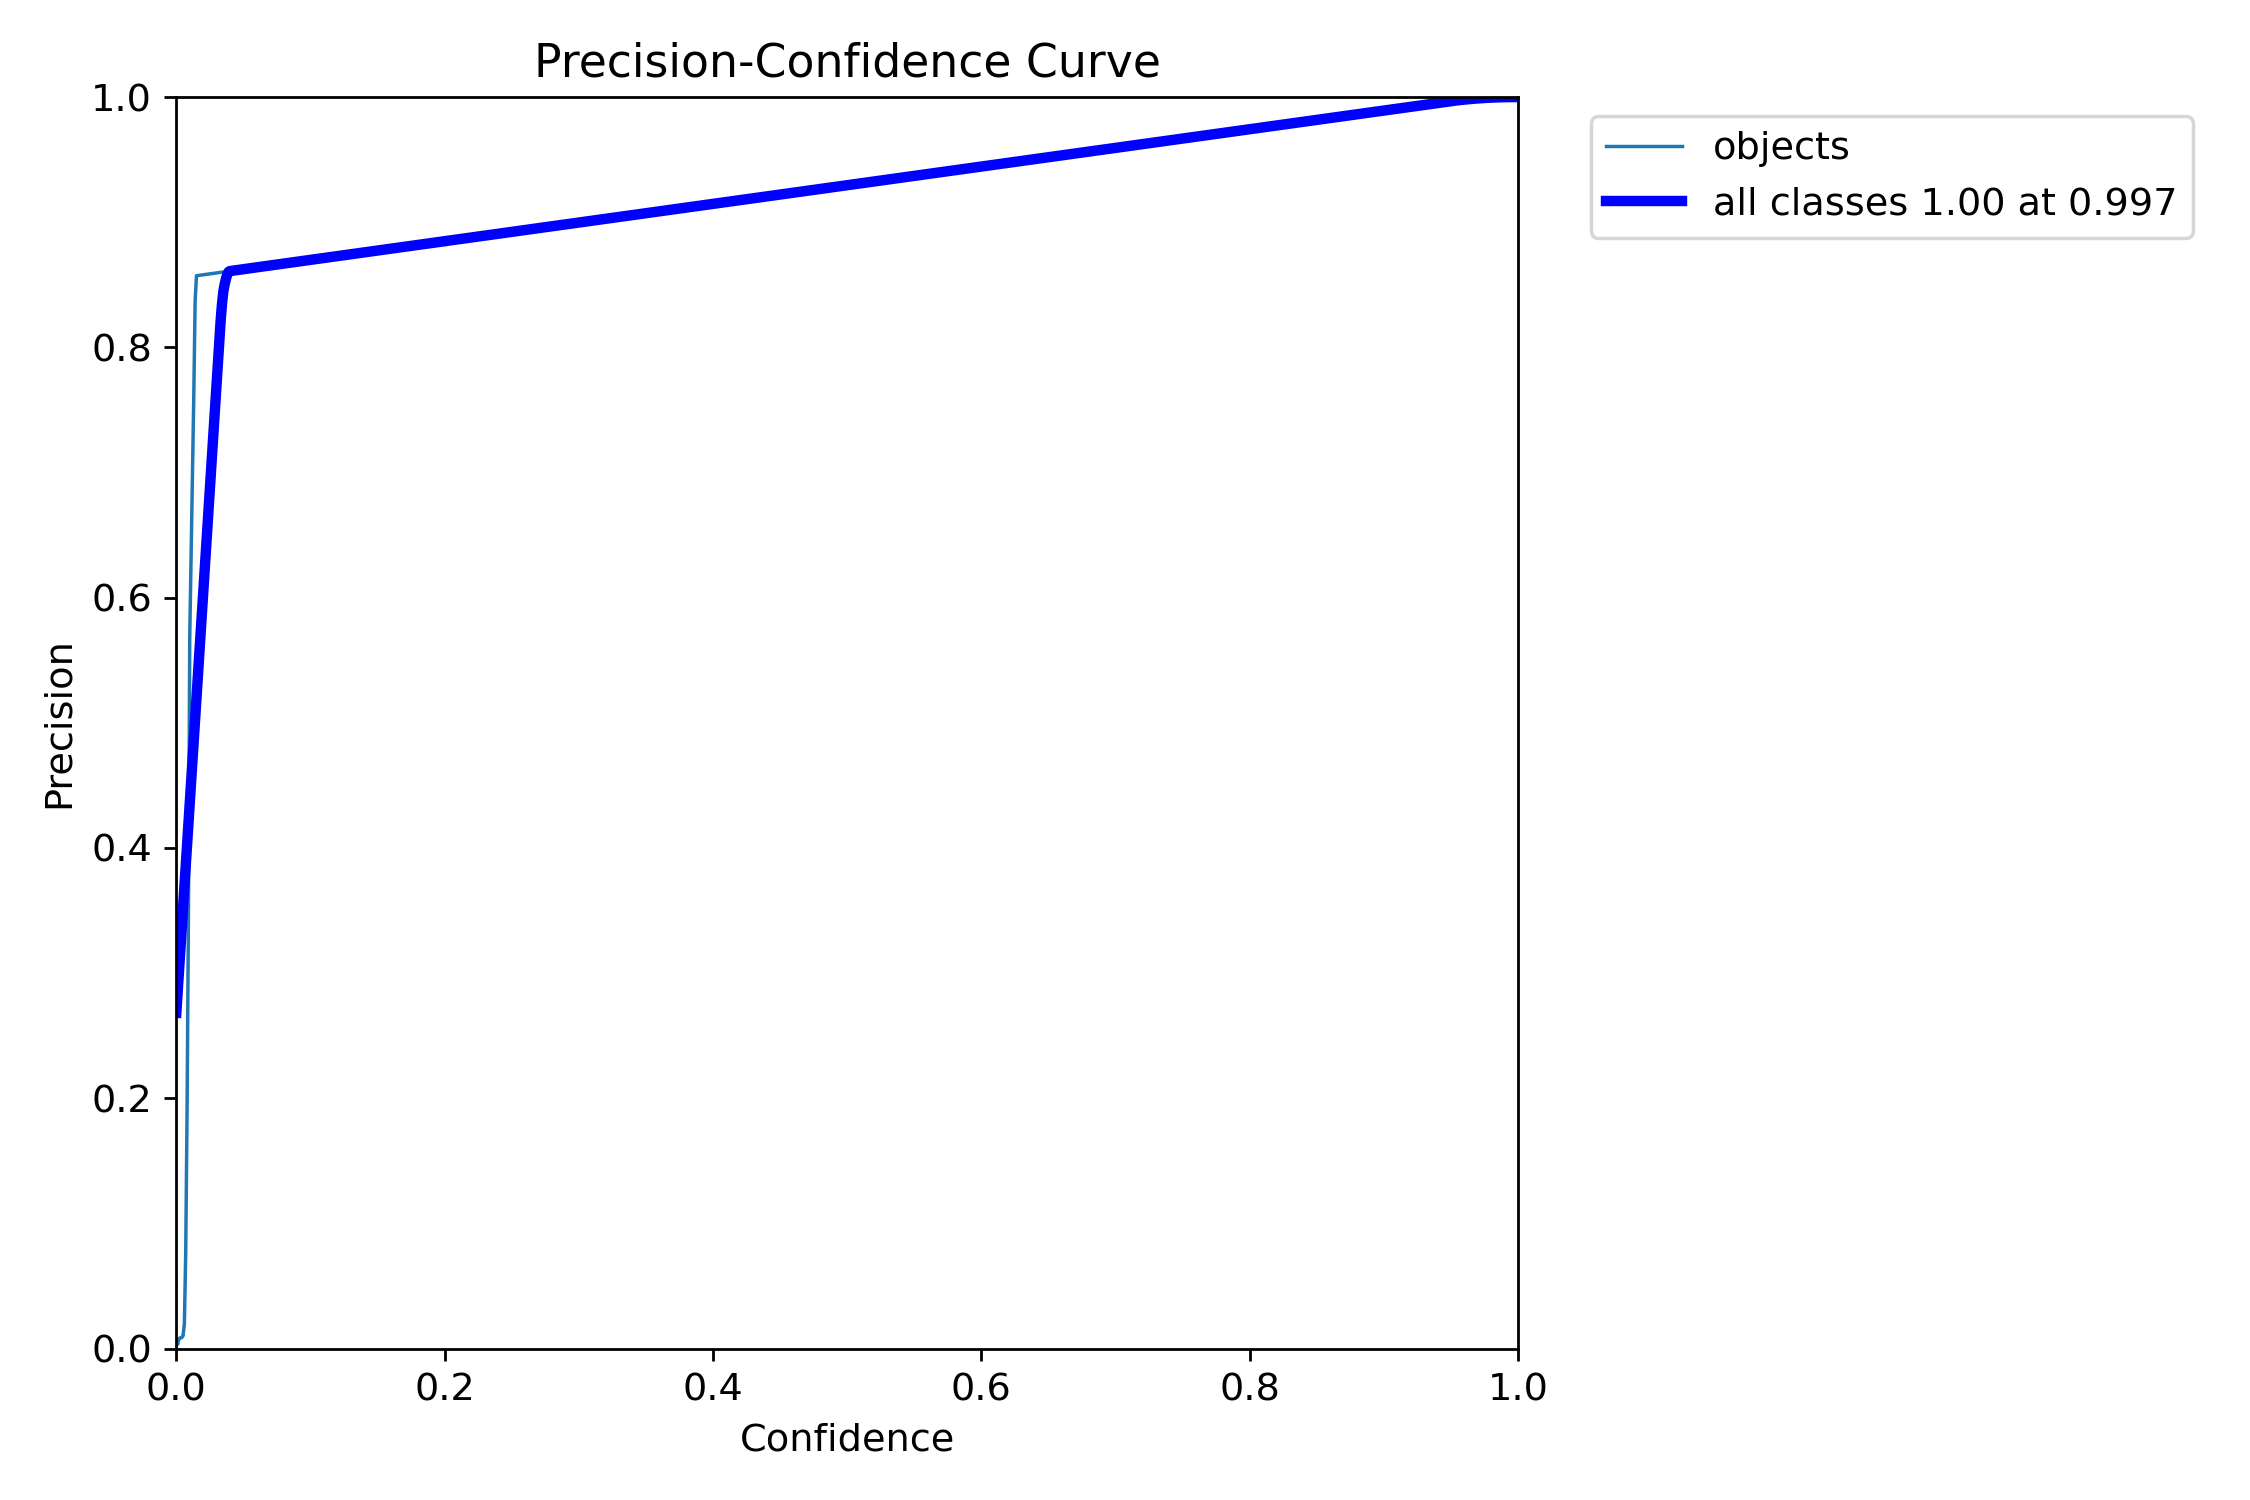 Precision-Confidence Curve
1.0
0.8
0.6
0.4
0.2
0.0
Precision
0.0 0.2 0.4 0.6 0.8 1.0
Confidence
objects
all classes 1.00 at 0.997